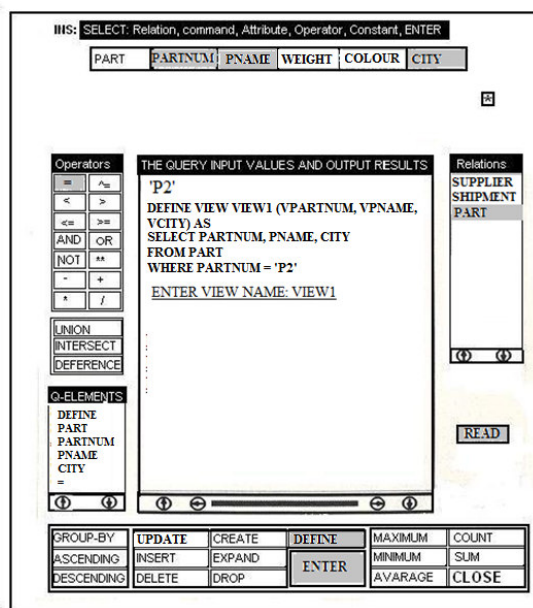 INS: SELECT: Relation, command, Attribute, Operator, Constant, ENTER
PART PARTNUM PNAME WEIGHT COLOUR CITY
*
Operators
= ^=
< >
<= >=
AND OR
NOT **
- +
* /
UNION
INTERSECT
DEFERENCE
Q-ELEMENTS
DEFINE
PART
PARTNUM
PNAME
CITY
=
THE QUERY INPUT VALUES AND OUTPUT RESULTS
'P2'
DEFINE VIEW VIEW1 (VPARTNUM, VPNAME,
VCITY) AS
SELECT PARTNUM, PNAME, CITY
FROM PART
WHERE PARTNUM = 'P2'
ENTER VIEW NAME: VIEW1
Relations
SUPPLIER
SHIPMENT
PART
READ
GROUP-BY UPDATE CREATE DEFINE MAXIMUM COUNT
ASCENDING INSERT EXPAND ENTER MINIMUM SUM
DESCENDING DELETE DROP AVARAGE CLOSE